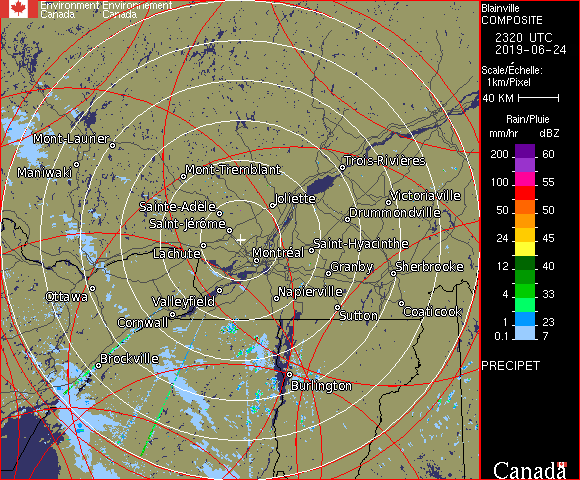 Environment Environnement
Canada Canada
Blainville
COMPOSITE
2320 UTC
2019-06-24
Scale/Échelle:
1km/Pixel
40 KM
Rain/Pluie
mm/hr dBZ
200 60
100 55
50 50
24 45
12 40
4 33
1 23
0.1 7
PRECIPET
Canada
Mont-Laurier
Maniwaki
Mont-Tremblant
Trois-Rivières
Joliette
Victoriaville
Sainte-Adèle
Drummondville
Saint-Jérôme
Lachute
Montréal
Saint-Hyacinthe
Granby
Sherbrooke
Ottawa
Valleyfield
Napierville
Cornwall
Sutton
Coaticook
Brockville
Burlington